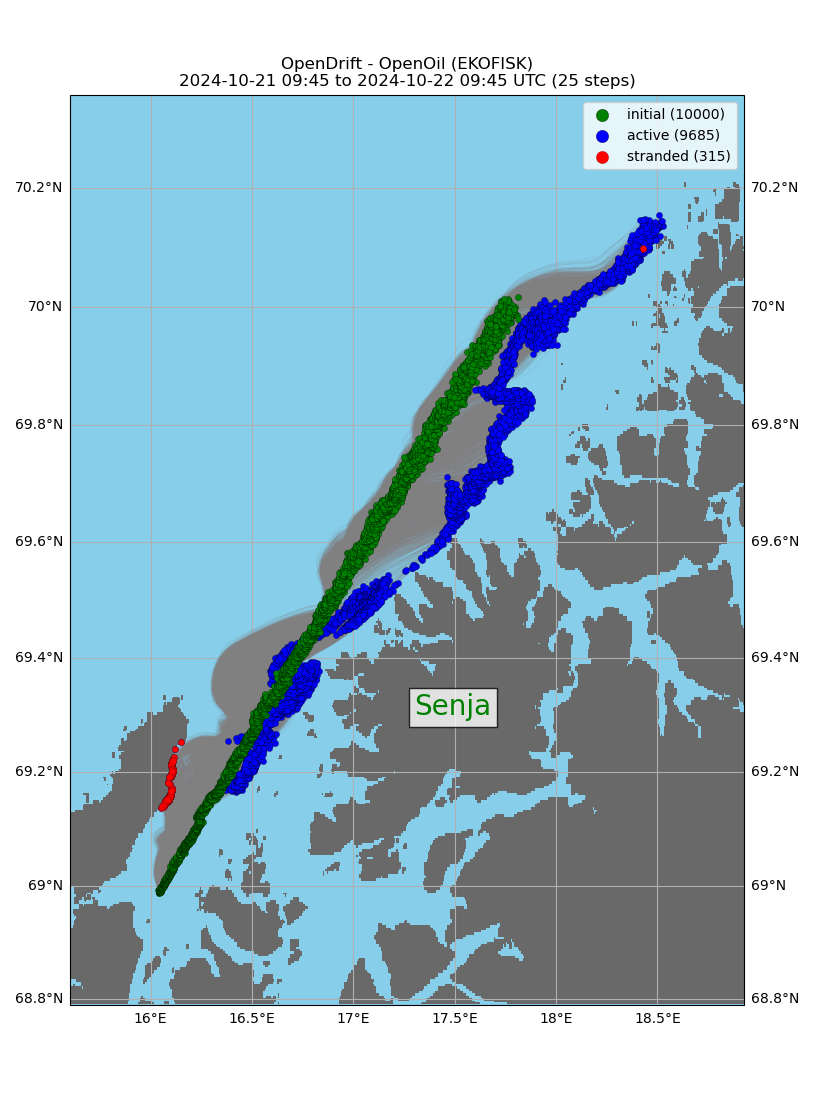 OpenDrift - OpenOil (EKOFISK)
2024-10-21 09:45 to 2024-10-22 09:45 UTC (25 steps)
initial (10000)
active (9685)
stranded (315)
70.2°N 70.2°N
70°N 70°N
69.8°N 69.8°N
69.6°N 69.6°N
69.4°N 69.4°N
Senja
69.2°N 69.2°N
69°N 69°N
68.8°N 68.8°N
16°E 16.5°E 17°E 17.5°E 18°E 18.5°E